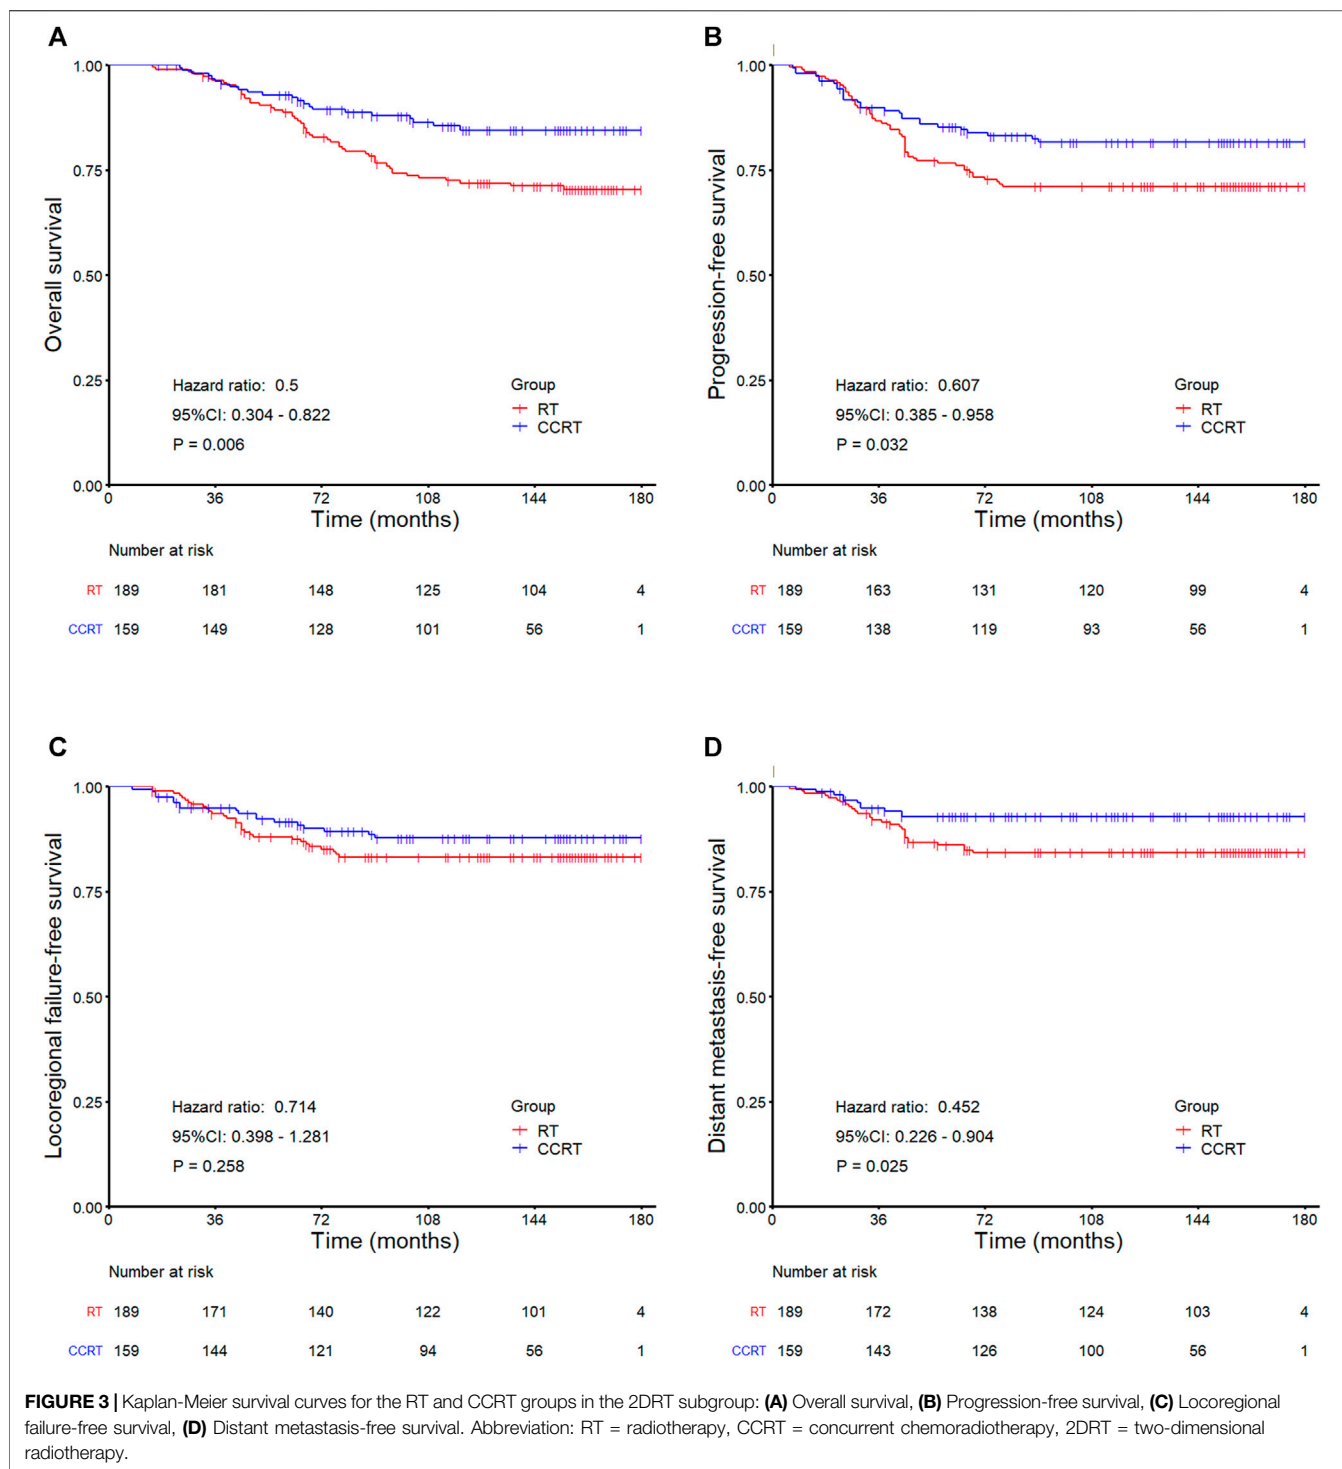 A
1.00
0.75
0.50
0.25
0.00
Overall survival
Hazard ratio: 0.5
95%CI: 0.304 - 0.822
P = 0.006
Group
RT
CCRT
0 36 72 108 144 180
Time (months)
Number at risk
RT 189 181 148 125 104 4
CCRT 159 149 128 101 56 1
B
1.00
0.75
0.50
0.25
0.00
Progression-free survival
Hazard ratio: 0.607
95%CI: 0.385 - 0.958
P = 0.032
Group
RT
CCRT
0 36 72 108 144 180
Time (months)
Number at risk
RT 189 163 131 120 99 4
CCRT 159 138 119 93 56 1
C
1.00
0.75
0.50
0.25
0.00
Locoregional failure-free survival
Hazard ratio: 0.714
95%CI: 0.398 - 1.281
P = 0.258
Group
RT
CCRT
0 36 72 108 144 180
Time (months)
Number at risk
RT 189 171 140 122 101 4
CCRT 159 144 121 94 56 1
D
1.00
0.75
0.50
0.25
0.00
Distant metastasis-free survival
Hazard ratio: 0.452
95%CI: 0.226 - 0.904
P = 0.025
Group
RT
CCRT
0 36 72 108 144 180
Time (months)
Number at risk
RT 189 172 138 124 103 4
CCRT 159 143 126 100 56 1
FIGURE 3 | Kaplan-Meier survival curves for the RT and CCRT groups in the 2DRT subgroup: (A) Overall survival, (B) Progression-free survival, (C) Locoregional
failure-free survival, (D) Distant metastasis-free survival. Abbreviation: RT = radiotherapy, CCRT = concurrent chemoradiotherapy, 2DRT = two-dimensional
radiotherapy.